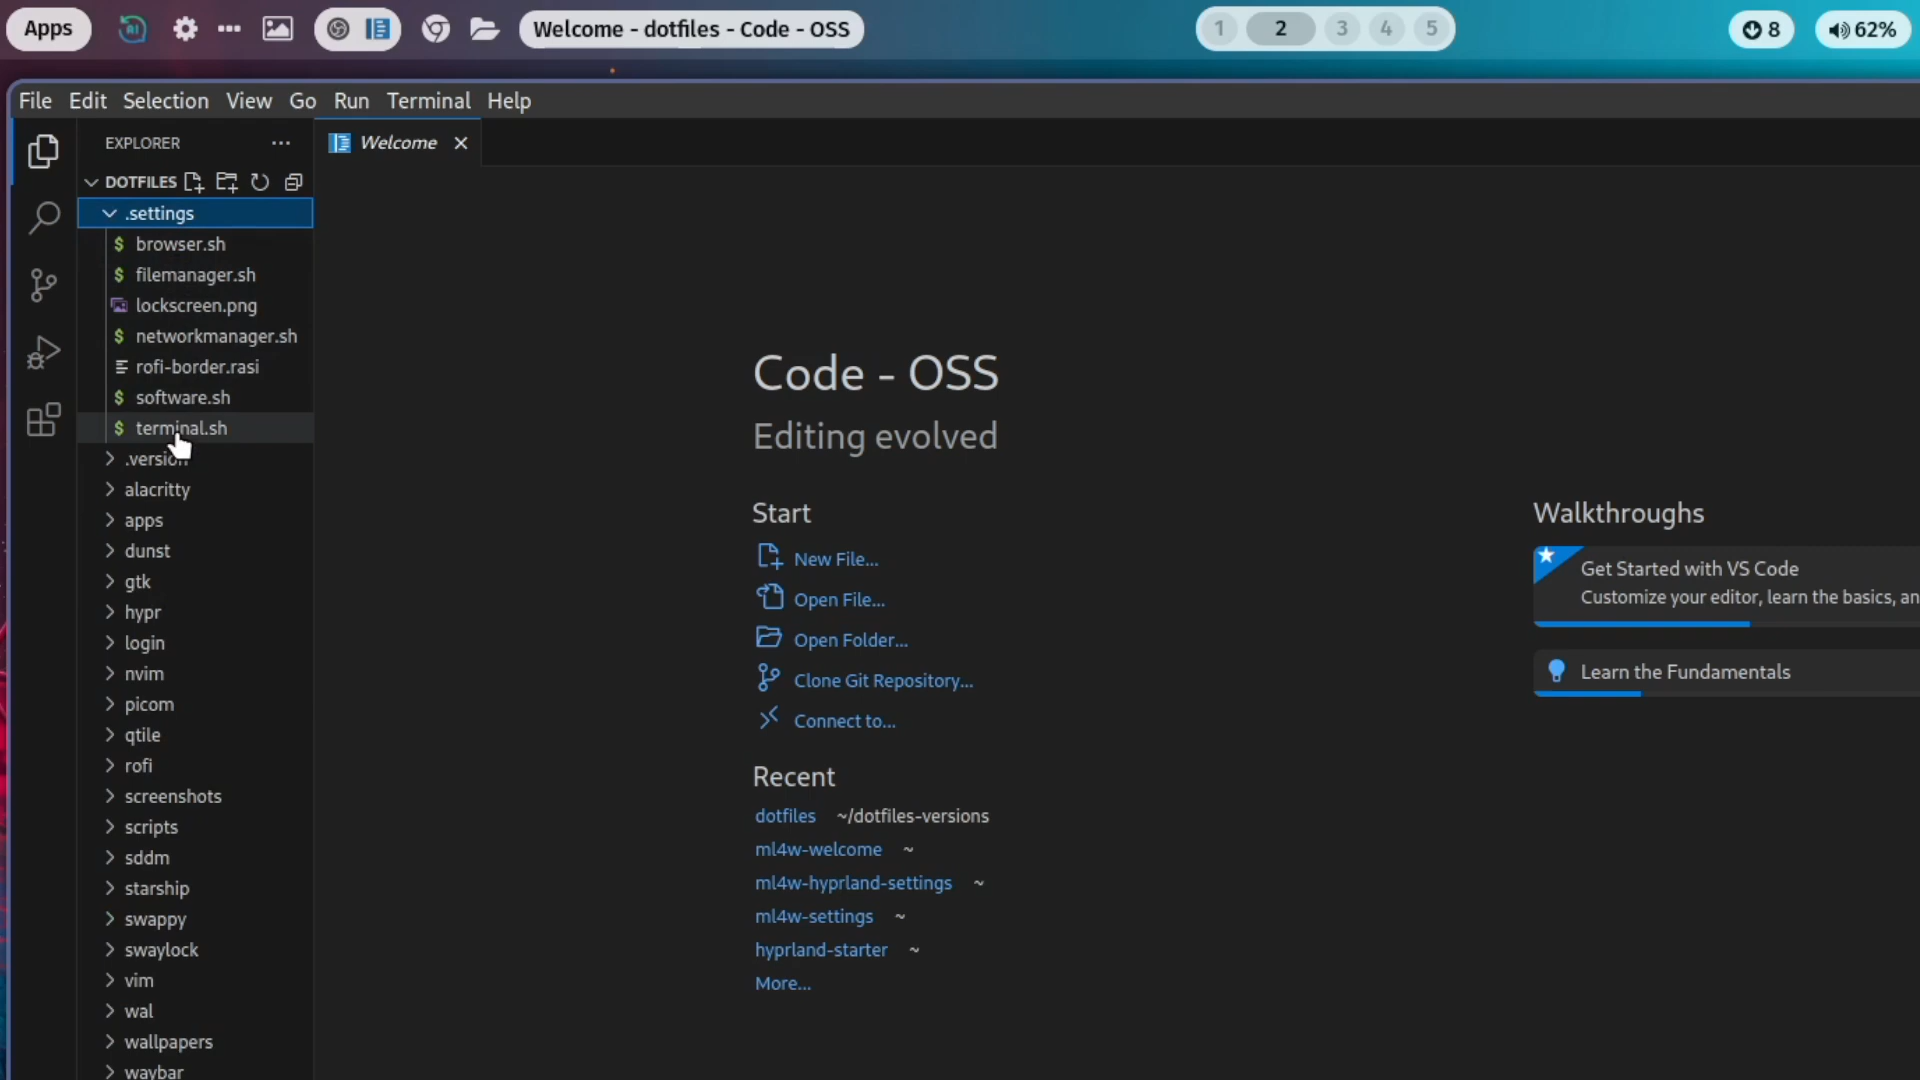 Apps
AI
Welcome - dotfiles - Code - OSS
1 2 3 4 5
8
62%
File Edit Selection View Go Run Terminal Help
EXPLORER
Welcome
DOTFILES
.settings
browser.sh
filemanager.sh
lockscreen.png
networkmanager.sh
rofi-border.rasi
software.sh
terminal.sh
.version
alacritty
apps
dunst
gtk
hypr
login
nvim
picom
qtile
rofi
screenshots
scripts
sddm
starship
swappy
swaylock
vim
wal
wallpapers
waybar
Code - OSS
Editing evolved
Start
New File...
Open File...
Open Folder...
Clone Git Repository...
Connect to...
Recent
dotfiles ~/dotfiles-versions
ml4w-welcome ~
ml4w-hyprland-settings ~
ml4w-settings ~
hyprland-starter ~
More...
Walkthroughs
Get Started with VS Code
Customize your editor, learn the basics, an
Learn the Fundamentals